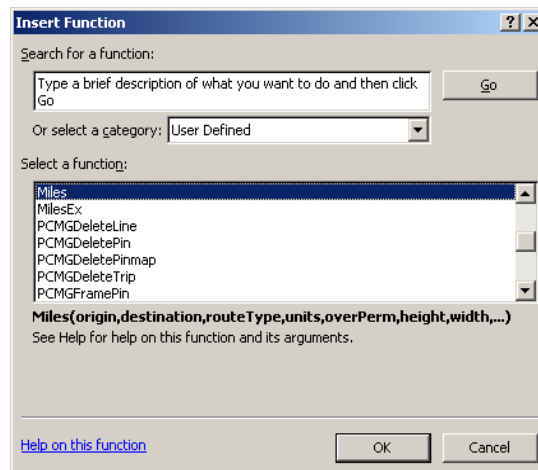 Insert Function
Search for a function:
Type a brief description of what you want to do and then click
Go
Go
Or select a category: User Defined
Select a function:
Miles
MilesEx
PCMGDeleteLine
PCMGDeletePin
PCMGDeletePinmap
PCMGDeleteTrip
PCMGFramePin
Miles(origin,destination,routeType,units,overPerm,height,width,...)
See Help for help on this function and its arguments.
Help on this function
OK
Cancel